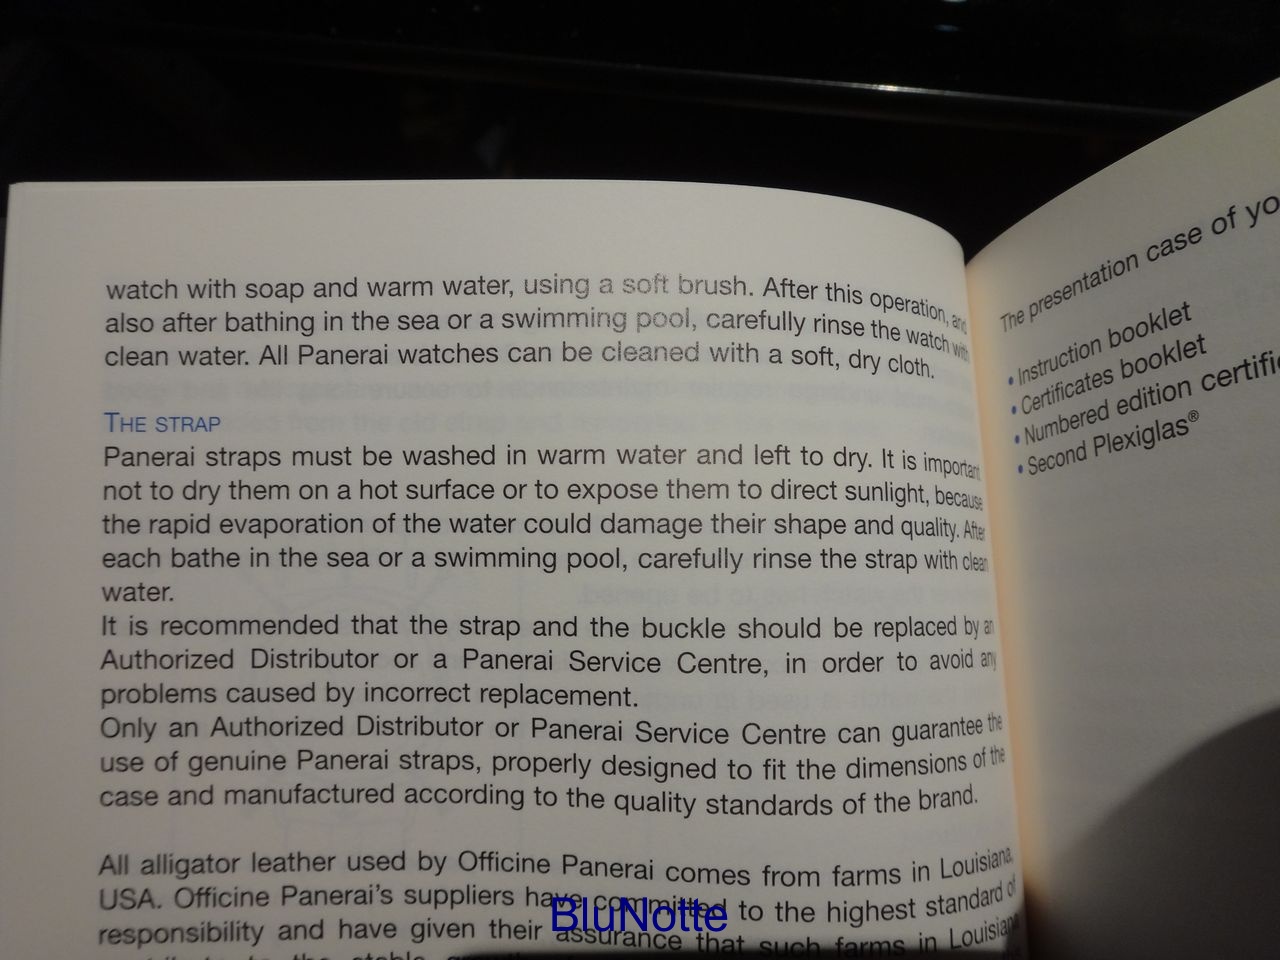 watch with soap and warm water, using a soft brush. After this operation, and
also after bathing in the sea or a swimming pool, carefully rinse the watch with
clean water. All Panerai watches can be cleaned with a soft, dry cloth.
THE STRAP
Panerai straps must be washed in warm water and left to dry. It is important
not to dry them on a hot surface or to expose them to direct sunlight, because
the rapid evaporation of the water could damage their shape and quality. After
each bathe in the sea or a swimming pool, carefully rinse the strap with clean
water.
It is recommended that the strap and the buckle should be replaced by an
Authorized Distributor or a Panerai Service Centre, in order to avoid any
problems caused by incorrect replacement.
Only an Authorized Distributor or Panerai Service Centre can guarantee the
use of genuine Panerai straps, properly designed to fit the dimensions of the
case and manufactured according to the quality standards of the brand.
All alligator leather used by Officine Panerai comes from farms in Louisiana,
USA. Officine Panerai's suppliers have committed to the highest standard of
responsibility and have given their assurance that such farms in Louisiana
The presentation case of yo
• Instruction booklet
• Certificates booklet
• Numbered edition certific
• Second Plexiglas®
BluNotte